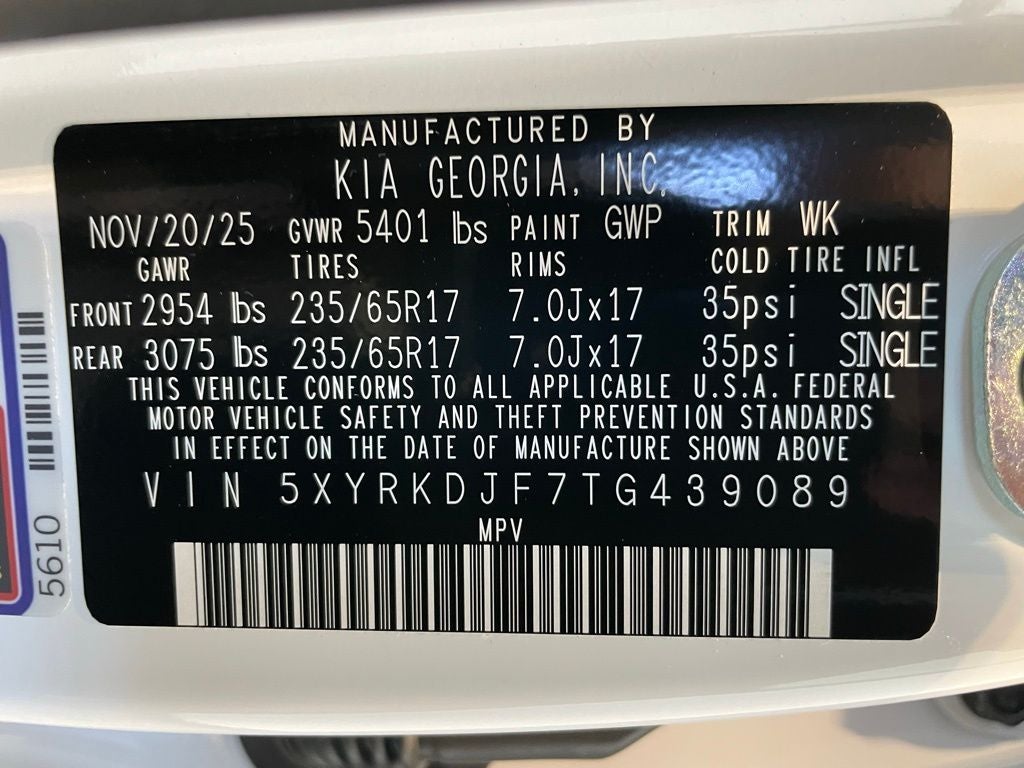 MANUFACTURED BY
KIA GEORGIA, INC.
NOV/20/25 GVWR 5401 lbs PAINT GWP TRIM WK
GAWR TIRES RIMS COLD TIRE INFL
FRONT 2954 lbs 235/65R17 7.0Jx17 35psi SINGLE
REAR 3075 lbs 235/65R17 7.0Jx17 35psi SINGLE
THIS VEHICLE CONFORMS TO ALL APPLICABLE U.S.A. FEDERAL
MOTOR VEHICLE SAFETY AND THEFT PREVENTION STANDARDS
IN EFFECT ON THE DATE OF MANUFACTURE SHOWN ABOVE
VIN 5XYRKDJF7TG439089
MPV
5610